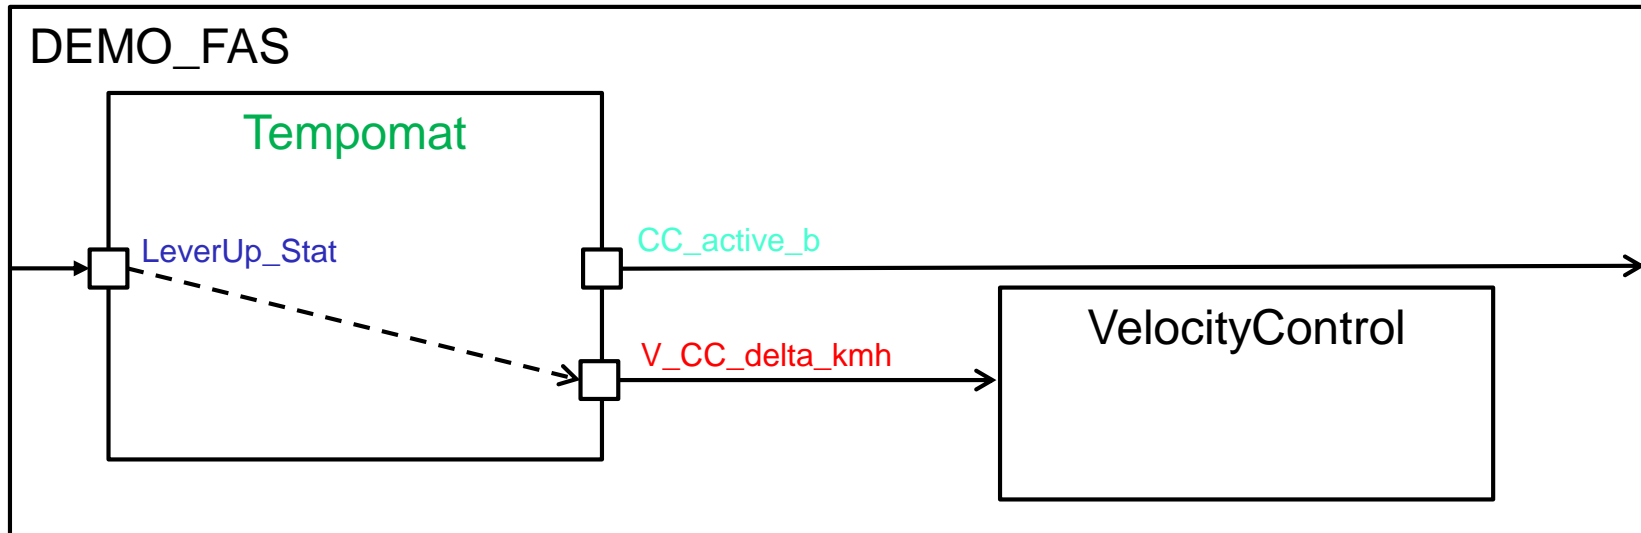 DEMO_FAS
Tempomat
LeverUp_Stat
CC_active_b
V_CC_delta_kmh
VelocityControl